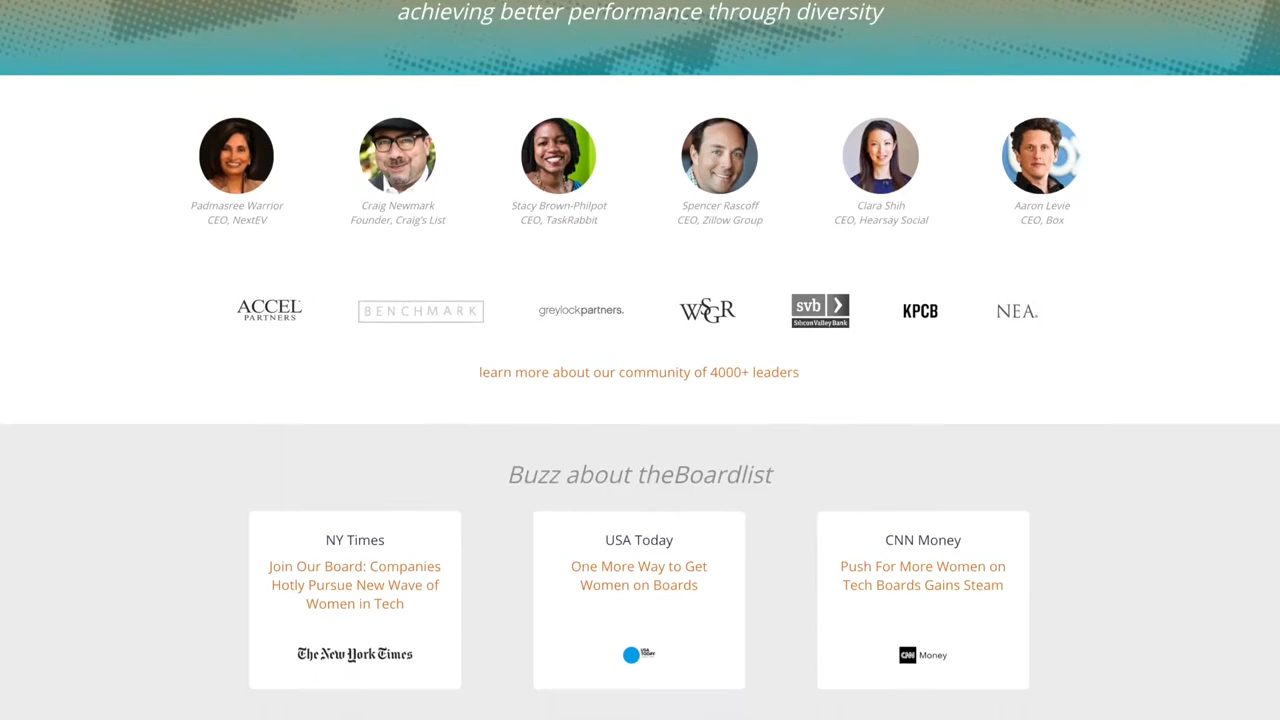 achieving better performance through diversity
Padmasree Warrior
CEO, NextEV
Craig Newmark
Founder, Craig's List
Stacy Brown-Philpot
CEO, TaskRabbit
Spencer Rascoff
CEO, Zillow Group
Clara Shih
CEO, Hearsay Social
Aaron Levie
CEO, Box
ACCEL
PARTNERS
BENCHMARK
greylockpartners.
WSGR
svb
Silicon Valley Bank
KPCB
NEA.
learn more about our community of 4000+ leaders
Buzz about theBoardlist
NY Times
Join Our Board: Companies
Hotly Pursue New Wave of
Women in Tech
The New York Times
USA Today
One More Way to Get
Women on Boards
USA
TODAY
CNN Money
Push For More Women on
Tech Boards Gains Steam
CNN Money